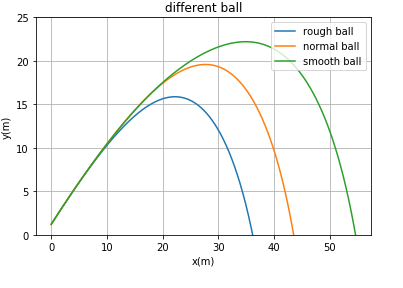 different ball
rough ball
normal ball
smooth ball
25
20
15
10
5
0
y(m)
0 10 20 30 40 50
x(m)